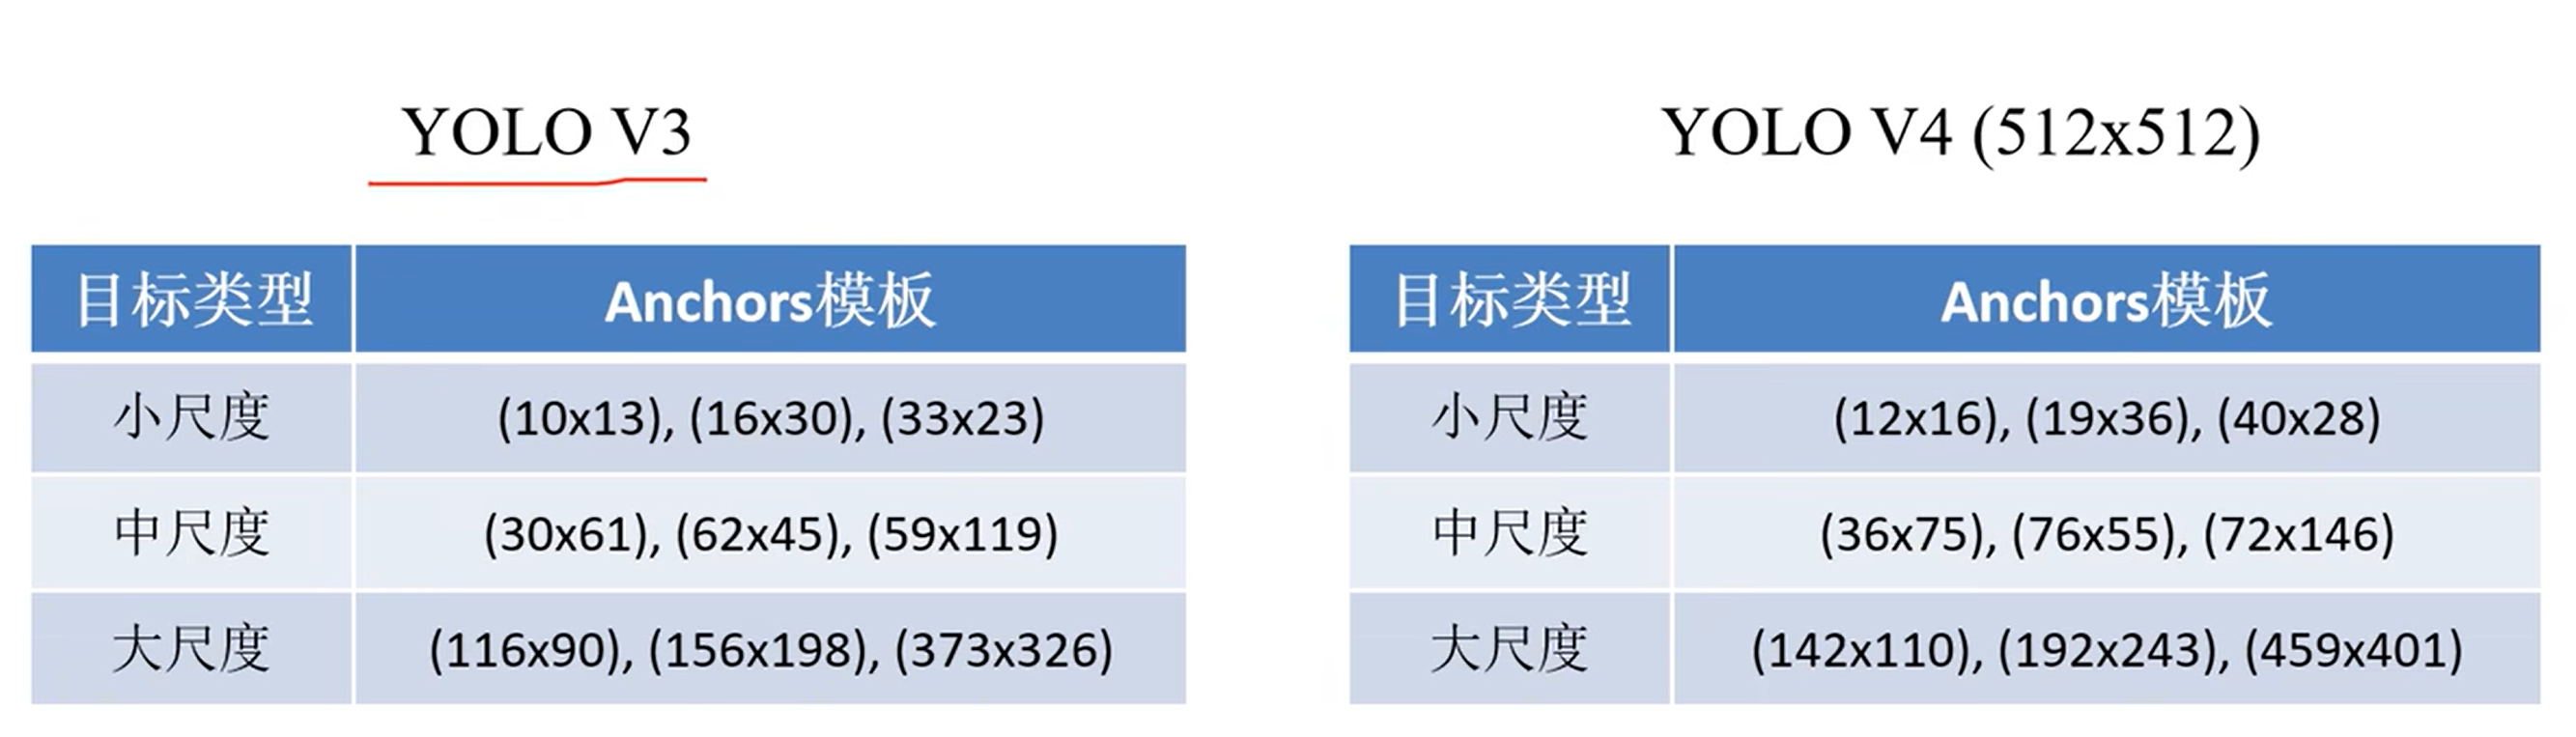 YOLO V3
目标类型 Anchors模板
小尺度 (10x13), (16x30), (33x23)
中尺度 (30x61), (62x45), (59x119)
大尺度 (116x90), (156x198), (373x326)
YOLO V4 (512x512)
目标类型 Anchors模板
小尺度 (12x16), (19x36), (40x28)
中尺度 (36x75), (76x55), (72x146)
大尺度 (142x110), (192x243), (459x401)